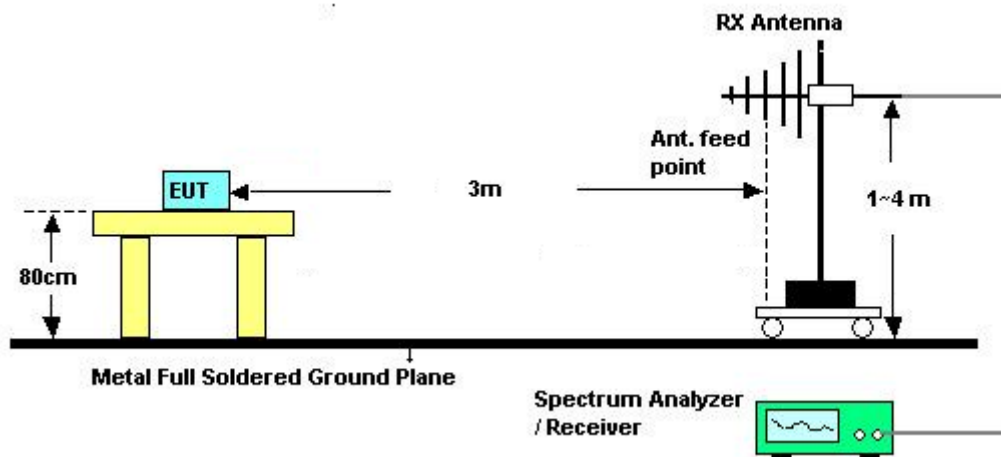 RX Antenna
Ant. feed
point
EUT
3m
1~4 m
80cm
Metal Full Soldered Ground Plane
Spectrum Analyzer
/ Receiver